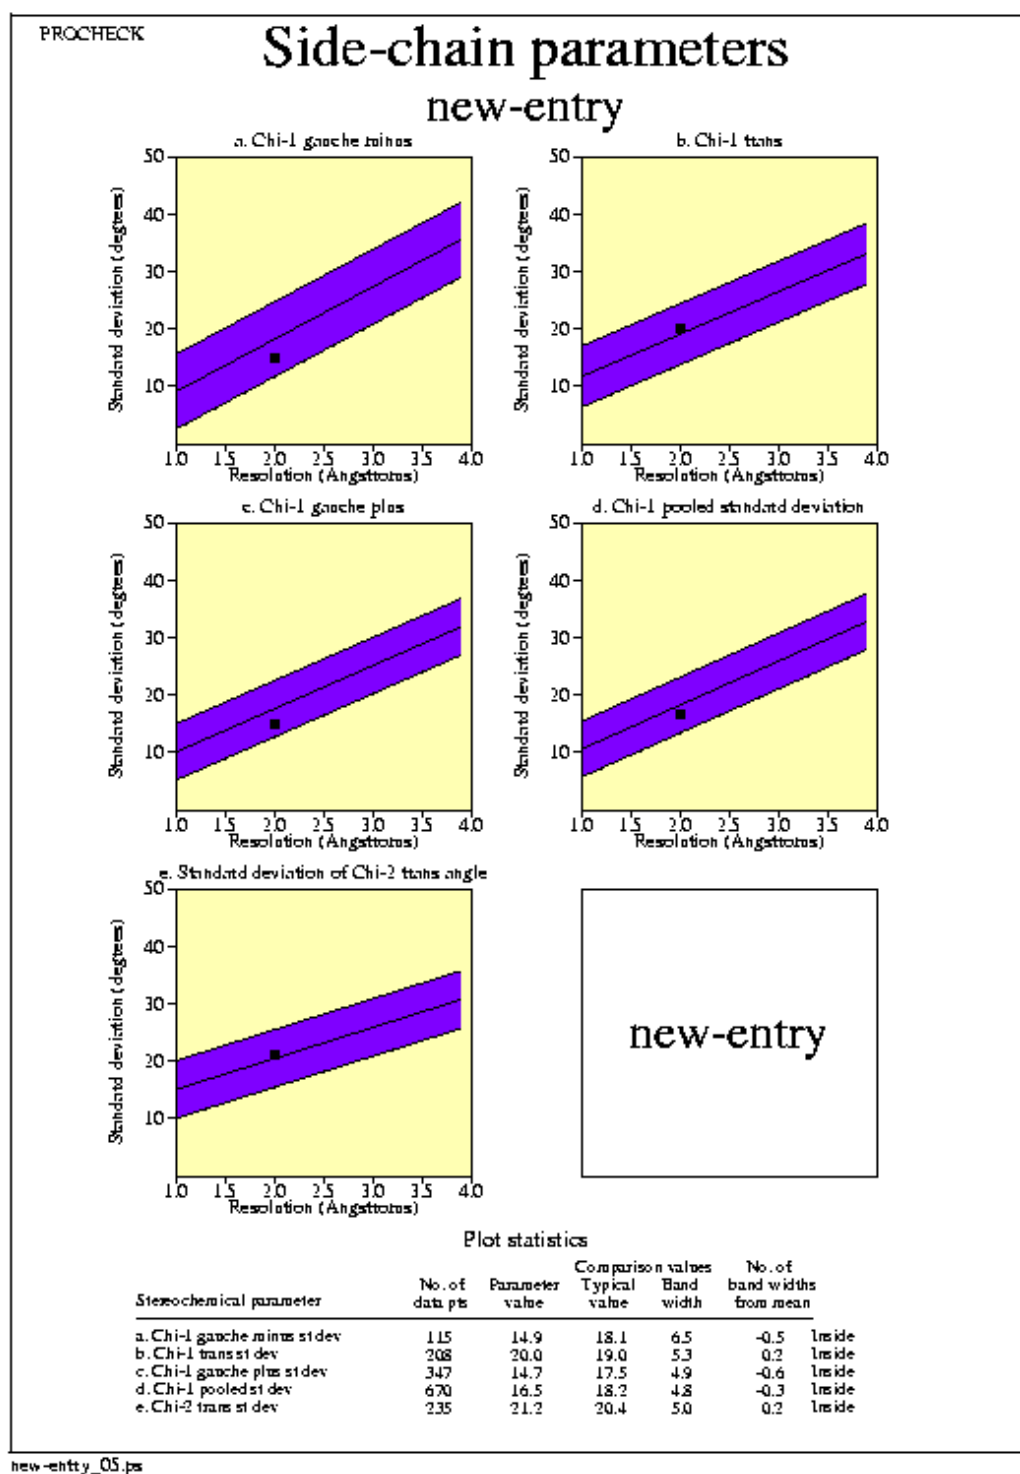 PROCHECK
Side-chain parameters
new-entry
a. Chi-1 gauche minus
50
40
30
20
10
Standard deviation (degrees)
1.0 1.5 2.0 2.5 3.0 3.5 4.0
Resolution (Angstroms)
b. Chi-1 trans
50
40
30
20
10
Standard deviation (degrees)
1.0 1.5 2.0 2.5 3.0 3.5 4.0
Resolution (Angstroms)
c. Chi-1 gauche plus
50
40
30
20
10
Standard deviation (degrees)
1.0 1.5 2.0 2.5 3.0 3.5 4.0
Resolution (Angstroms)
d. Chi-1 pooled standard deviation
50
40
30
20
10
Standard deviation (degrees)
1.0 1.5 2.0 2.5 3.0 3.5 4.0
Resolution (Angstroms)
e. Standard deviation of Chi-2 trans angle
50
40
30
20
10
Standard deviation (degrees)
1.0 1.5 2.0 2.5 3.0 3.5 4.0
Resolution (Angstroms)
new-entry
Plot statistics
Comparison values No. of
No. of Parameter Typical Band band widths
Stereochemical parameter data pts value value width from mean
a. Chi-1 gauche minus st dev 115 14.9 18.1 6.5 -0.5 Inside
b. Chi-1 trans st dev 208 20.0 19.0 5.3 0.2 Inside
c. Chi-1 gauche plus st dev 347 14.7 17.5 4.9 -0.6 Inside
d. Chi-1 pooled st dev 670 16.5 18.2 4.8 -0.3 Inside
e. Chi-2 trans st dev 235 21.2 20.4 5.0 0.2 Inside
new-entry_05.ps